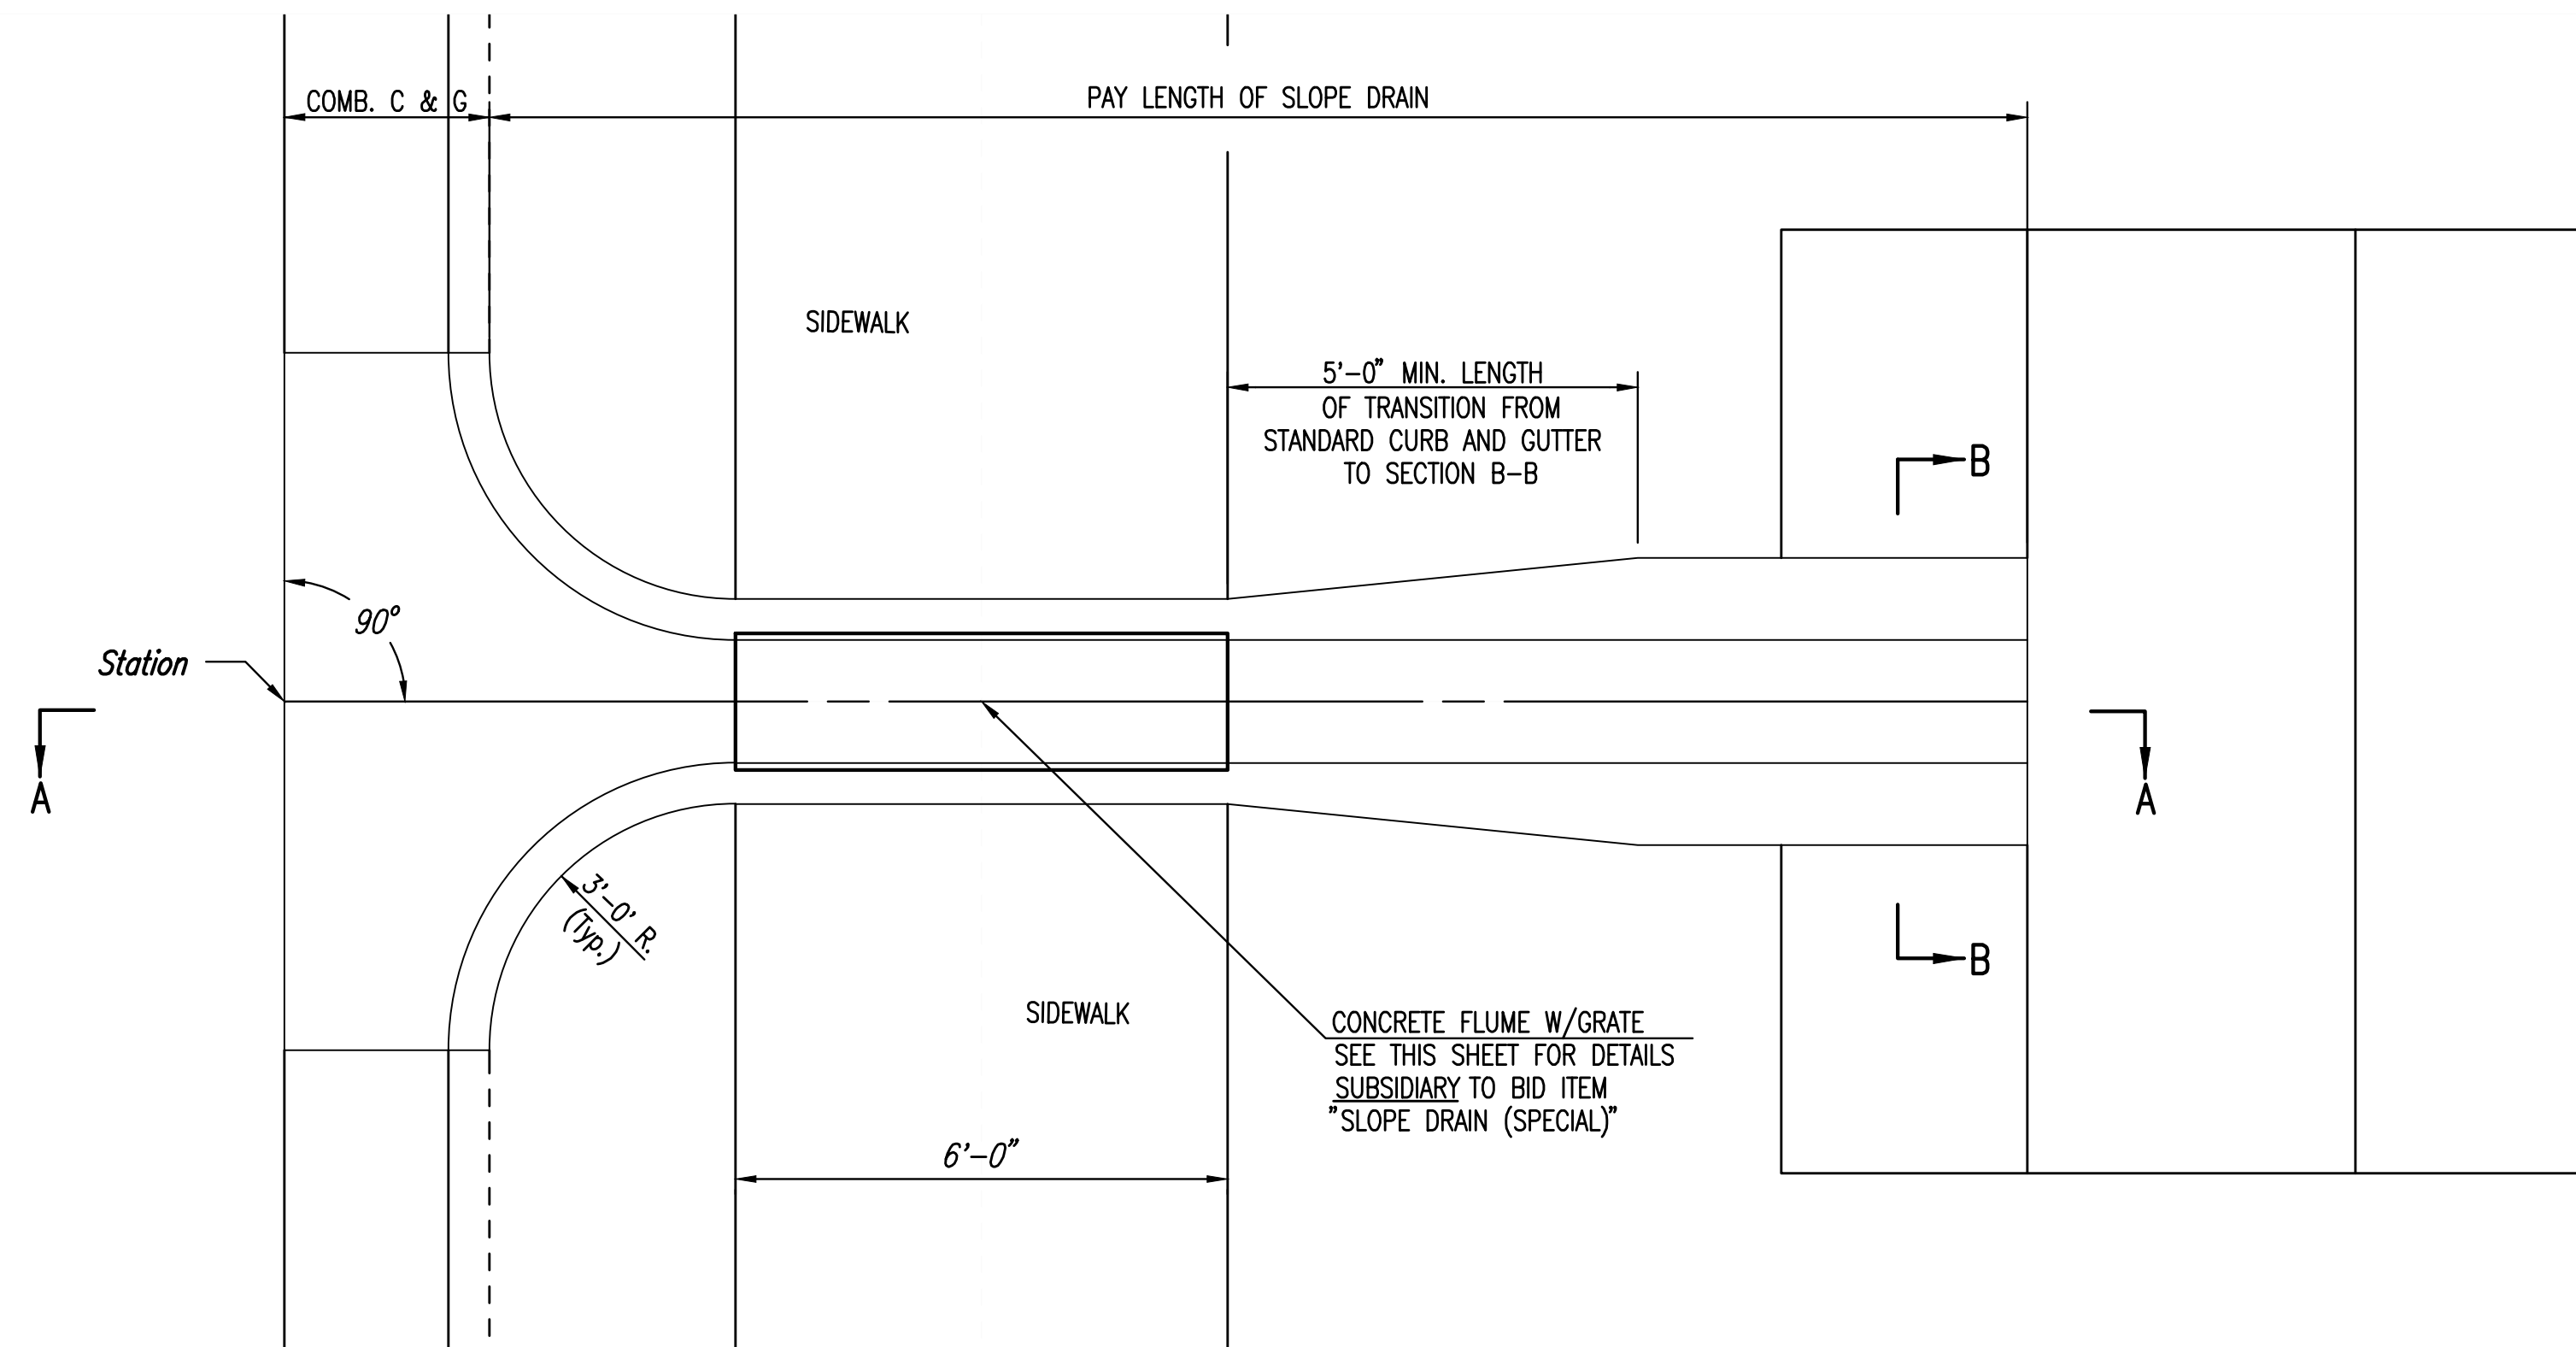 COMB. C & G
PAY LENGTH OF SLOPE DRAIN
SIDEWALK
5'-0" MIN. LENGTH
OF TRANSITION FROM
STANDARD CURB AND GUTTER
TO SECTION B-B
B
90°
Station
A
A
3'-0' R.
(Typ.)
B
SIDEWALK
CONCRETE FLUME W/GRATE
SEE THIS SHEET FOR DETAILS
SUBSIDIARY TO BID ITEM
"SLOPE DRAIN (SPECIAL)"
6'-0"